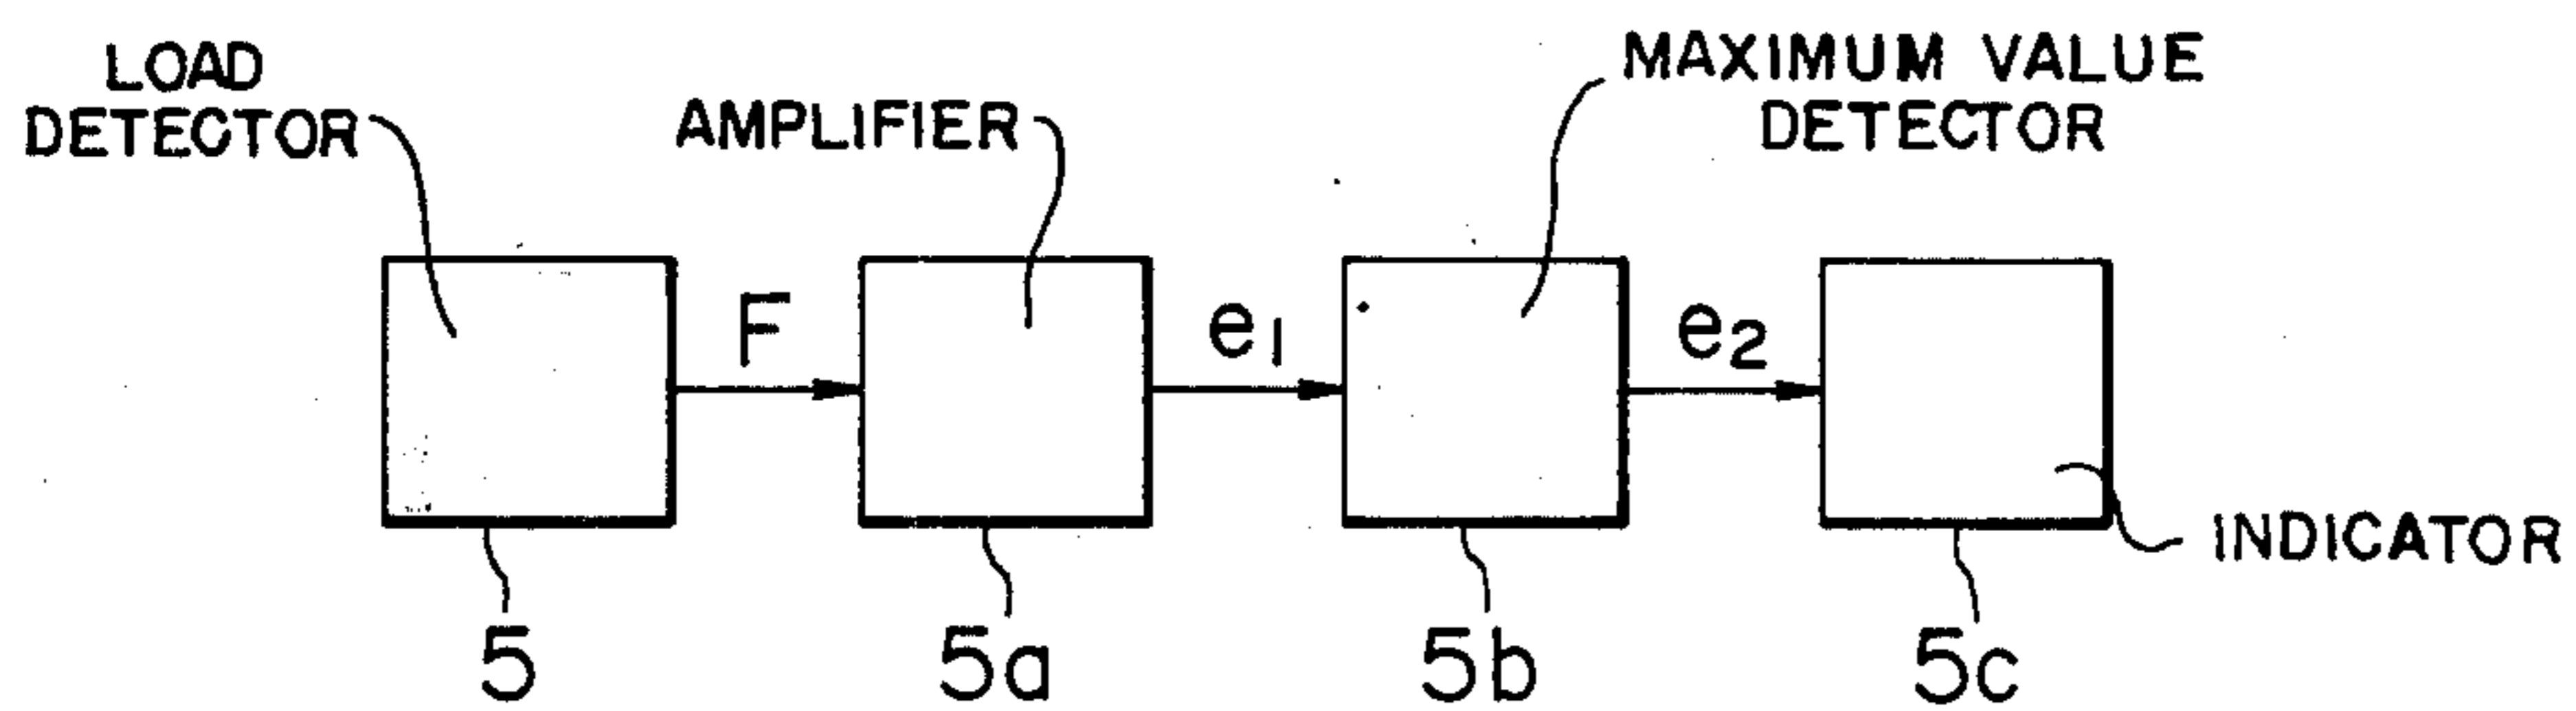 LOAD
DETECTOR
AMPLIFIER
MAXIMUM VALUE
DETECTOR
F
e1
e2
INDICATOR
5
5a
5b
5c